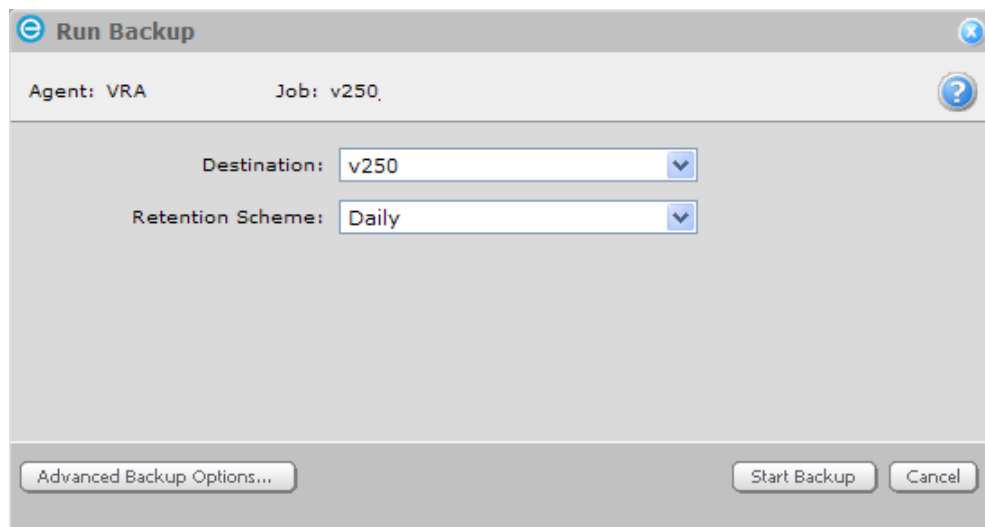 Run Backup
Agent: VRA Job: v250
Destination: v250
Retention Scheme: Daily
Advanced Backup Options... Start Backup Cancel